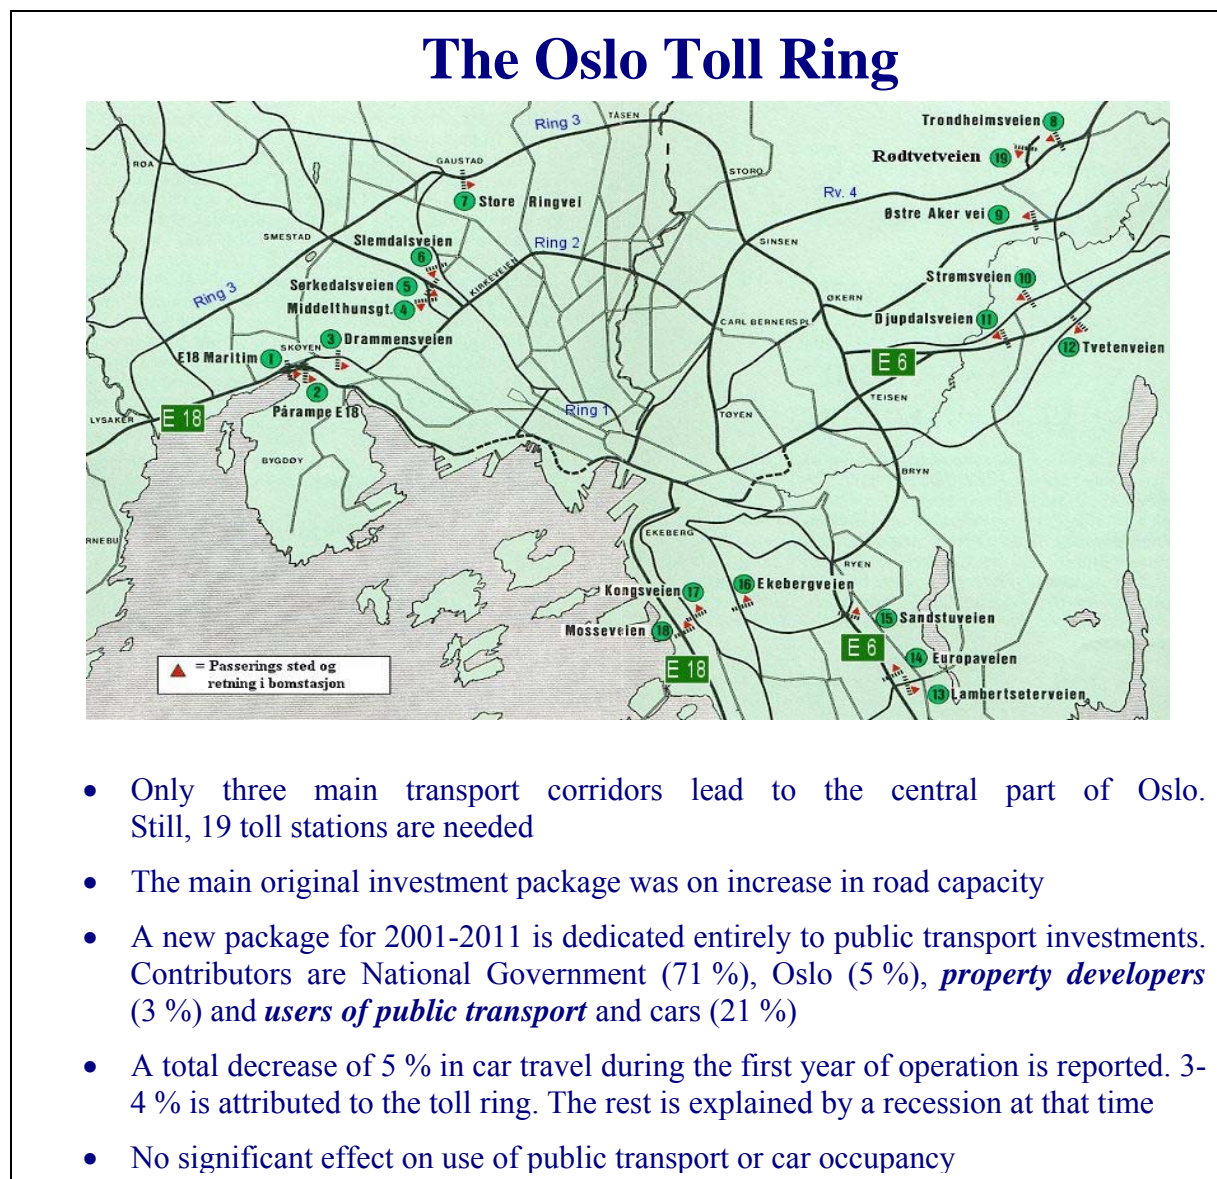 The Oslo Toll Ring
Ring 3
TÅSEN
Trondheimsveien 8
RØA
GAUSTAD
STORO
Rødtvetveien 19
7 Store Ringvei
Rv. 4
Østre Aker vei 9
SMESTAD
Slemdalsveien
6
Ring 2
SINSEN
KIRKEVEIEN
Sørkedalsveien 5
Strømsveien 10
Ring 3
Middelthunsgt. 4
ØKERN
Djupdalsveien 11
CARL BERNERS PL
3 Drammensveien
SKØYEN
E18 Maritim 1
12 Tvetenveien
E 6
2
Pårampe E18
TEISEN
LYSAKER
E 18
Ring 1
TØYEN
BYGDØY
BRYN
RNEBU
EKEBERG
RYEN
Kongsveien 17
16 Ekebergveien
15 Sandstuveien
Mosseveien 18
E 6
14 Europaveien
E 18
13 Lambertseterveien
= Passerings sted og
retning i bomstasjon
• Only three main transport corridors lead to the central part of Oslo.
Still, 19 toll stations are needed
• The main original investment package was on increase in road capacity
• A new package for 2001-2011 is dedicated entirely to public transport investments.
Contributors are National Government (71 %), Oslo (5 %), property developers
(3 %) and users of public transport and cars (21 %)
• A total decrease of 5 % in car travel during the first year of operation is reported. 3-
4 % is attributed to the toll ring. The rest is explained by a recession at that time
• No significant effect on use of public transport or car occupancy